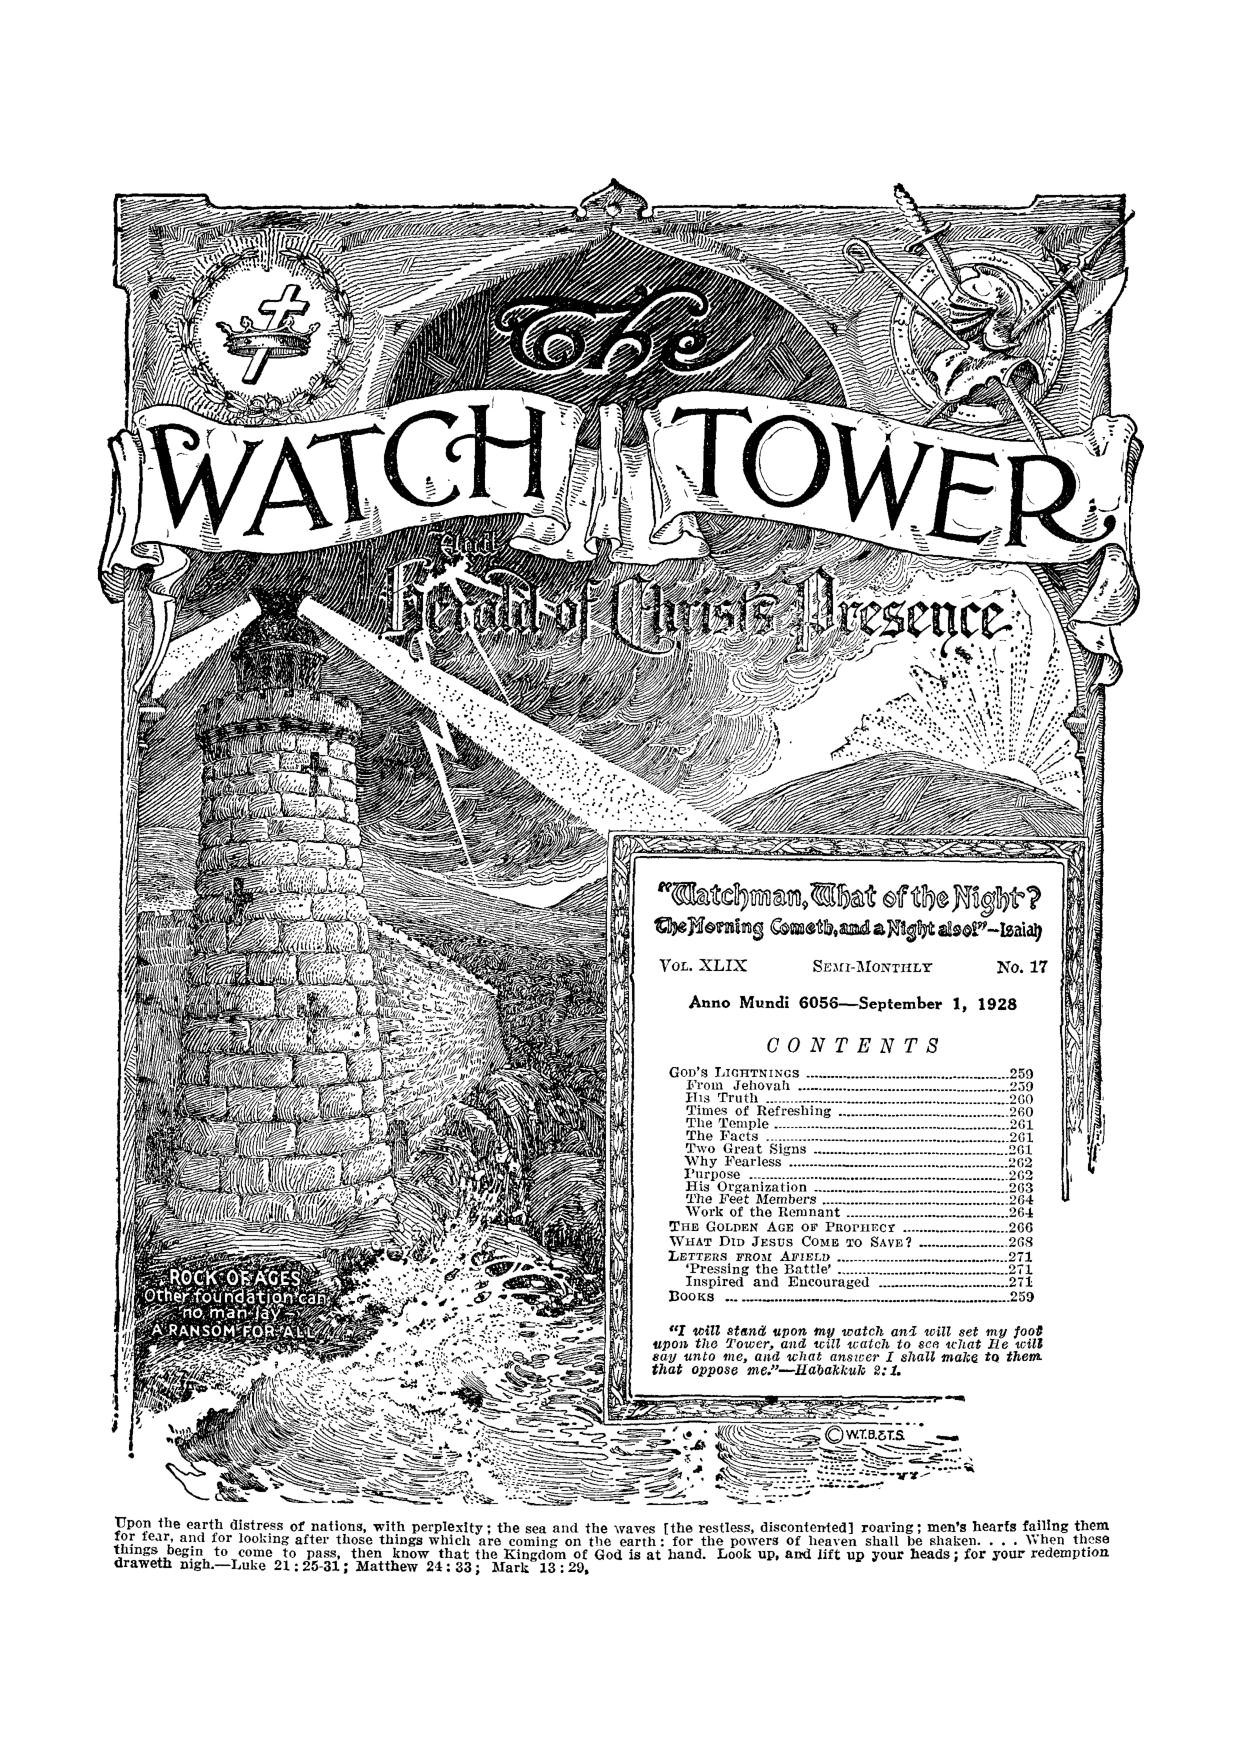 The
WATCH TOWER
And
Herald of Christ's Presence
ROCK OF AGES
Other foundation can
no man lay
A RANSOM FOR ALL
"Watchman, What of the Night?
The Morning Cometh, and a Night also!"—Isaiah
VOL. XLIX SEMI-MONTHLY No. 17
Anno Mundi 6056—September 1, 1928
CONTENTS
GOD'S LIGHTNINGS 259
From Jehovah 259
His Truth 260
Times of Refreshing 260
The Temple 261
The Facts 261
Two Great Signs 261
Why Fearless 262
Purpose 262
His Organization 263
The Feet Members 264
Work of the Remnant 264
THE GOLDEN AGE OF PROPHECY 266
WHAT DID JESUS COME TO SAVE? 268
LETTERS FROM AFIELD 271
'Pressing the Battle' 271
Inspired and Encouraged 271
BOOKS 259
"I will stand upon my watch and will set my foot
upon the Tower, and will watch to see what He will
say unto me, and what answer I shall make to them
that oppose me."—Habakkuk 2:1.
©W.T.B.&T.S.
Upon the earth distress of nations, with perplexity; the sea and the waves [the restless, discontented] roaring; men's hearts failing them
for fear, and for looking after those things which are coming on the earth: for the powers of heaven shall be shaken. . . . When these
things begin to come to pass, then know that the Kingdom of God is at hand. Look up, and lift up your heads; for your redemption
draweth nigh.—Luke 21:25-31; Matthew 24:33; Mark 13:29.